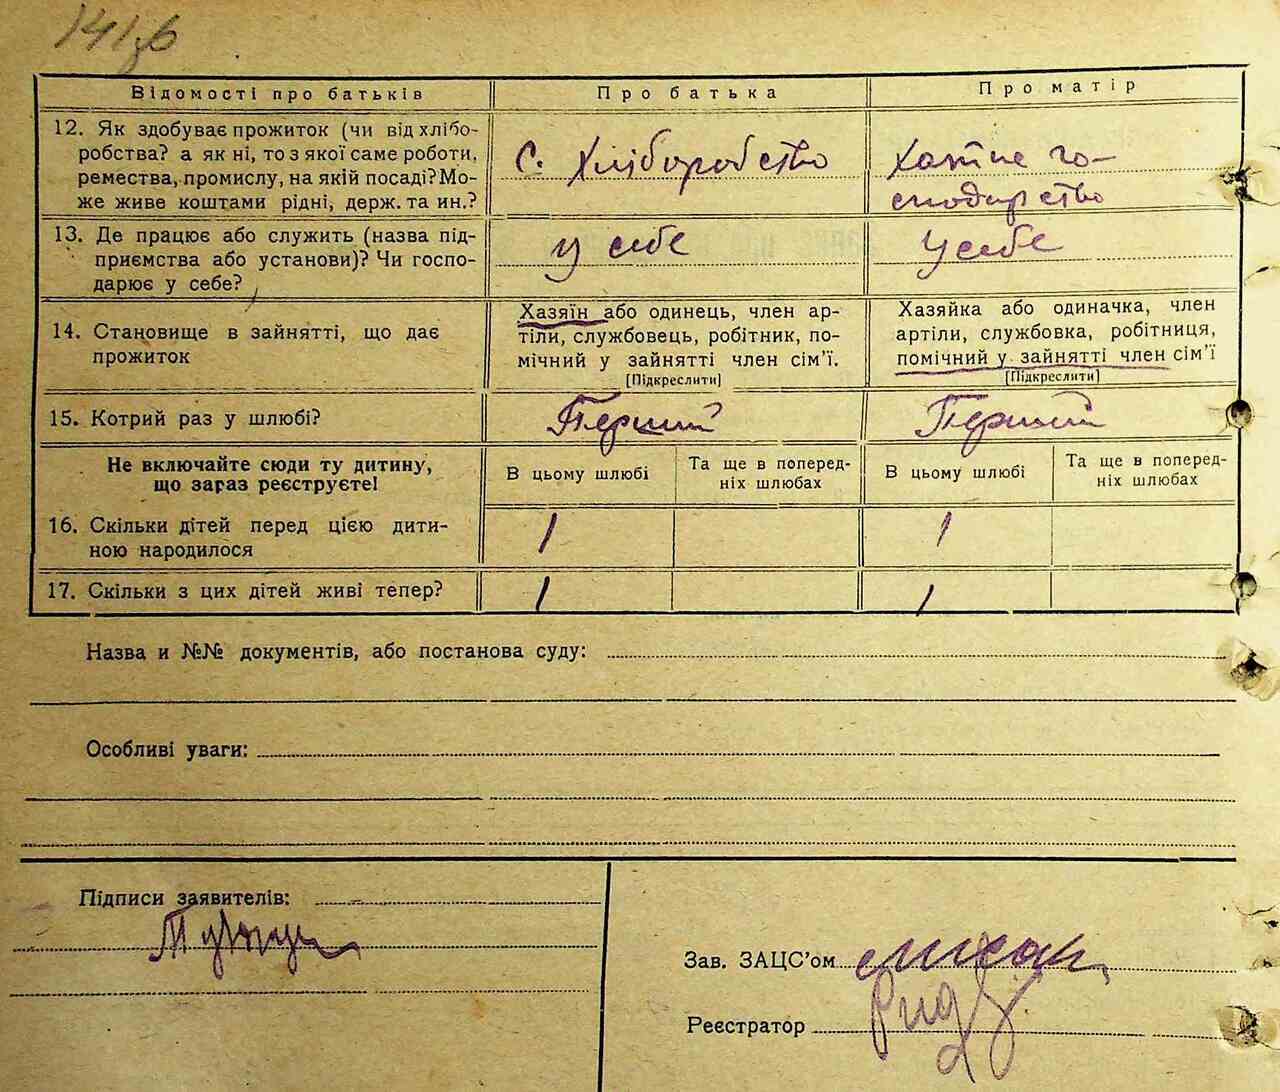 141зв
Відомості про батьків
Про батька
Про матір
12. Як здобуває прожиток (чи від хлібо-
робства? а як ні, то з якої саме роботи,
ремества, промислу, на якій посаді? Мо-
же живе коштами рідні, держ. та ин.?
С. Хліборобство
Хатне го-
сподарство
13. Де працює або служить (назва під-
приємства або установи)? Чи госпо-
дарює у себе?
у себе
у себе
14. Становище в зайнятті, що дає
прожиток
Хазяїн або одинець, член ар-
тіли, службовець, робітник, по-
мічний у зайнятті член сім'ї.
[Підкреслити]
Хазяйка або одиначка, член
артіли, службовка, робітниця,
помічний у зайнятті член сім'ї
[Підкреслити]
15. Котрий раз у шлюбі?
Перший
Перший
Не включайте сюди ту дитину,
що зараз реєструєте!
В цьому шлюбі
Та ще в поперед-
ніх шлюбах
В цьому шлюбі
Та ще в поперед-
ніх шлюбах
16. Скільки дітей перед цією дити-
ною народилося
1
1
17. Скільки з цих дітей живі тепер?
1
1
Назва и №№ документів, або постанова суду:
Особливі уваги:
Підписи заявителів:
Зав. ЗАЦС'ом
Реєстратор